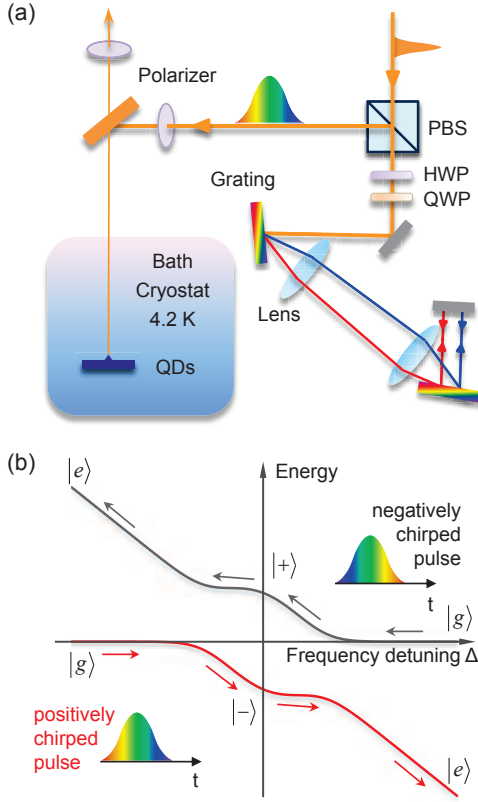 (a)
Polarizer
PBS
HWP
QWP
Grating
Lens
Bath
Cryostat
4.2 K
QDs
(b)
|e⟩
Energy
negatively
chirped
pulse
t
|+⟩
|g⟩
Frequency detuning Δ
|g⟩
|−⟩
positively
chirped
pulse
t
|e⟩